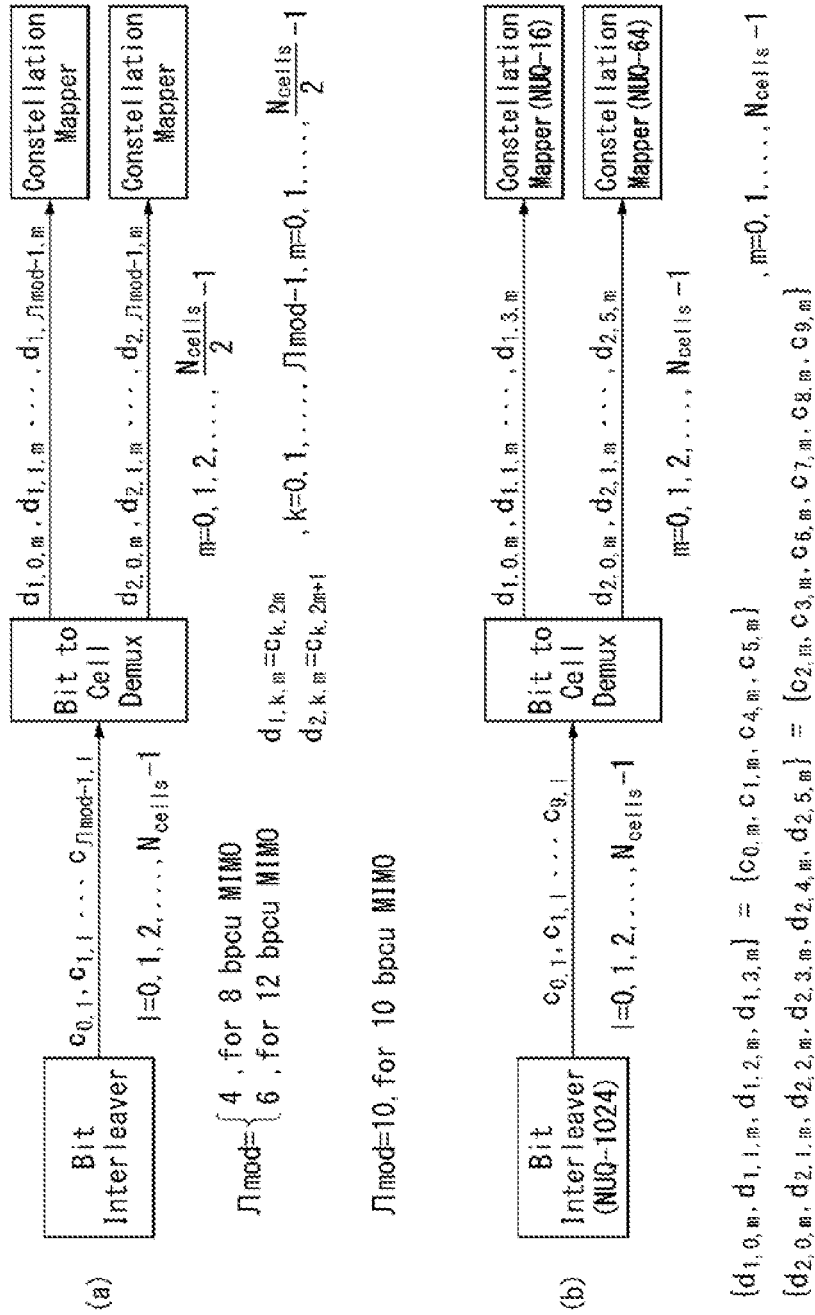 (a)
Bit
Interleaver
c0,l, c1,l ... cηmod-1,l
l=0, 1, 2, ..., Ncells-1
Bit to
Cell
Demux
d1,0,m, d1,1,m ..., d1,ηmod-1,m
d2,0,m, d2,1,m ..., d2,ηmod-1,m
m=0, 1, 2, ..., Ncells/2 -1
Constellation
Mapper
Constellation
Mapper
ηmod= { 4 , for 8 bpcu MIMO
6 , for 12 bpcu MIMO
d1,k,m=ck,2m
d2,k,m=ck,2m+1
, k=0, 1, ..., ηmod-1, m=0, 1, ..., Ncells/2 -1
ηmod=10, for 10 bpcu MIMO
(b)
Bit
Interleaver
(NUQ-1024)
c0,l, c1,l ... c9,l
l=0, 1, 2, ..., Ncells-1
Bit to
Cell
Demux
d1,0,m, d1,1,m ..., d1,3,m
d2,0,m, d2,1,m ..., d2,5,m
m=0, 1, 2, ..., Ncells-1
Constellation
Mapper(NUQ-16)
Constellation
Mapper(NUQ-64)
{d1,0,m, d1,1,m, d1,2,m, d1,3,m} = {c0,m, c1,m, c4,m, c5,m}
{d2,0,m, d2,1,m, d2,2,m, d2,3,m, d2,4,m, d2,5,m} = {c2,m, c3,m, c6,m, c7,m, c8,m, c9,m}
, m=0, 1, ..., Ncells-1